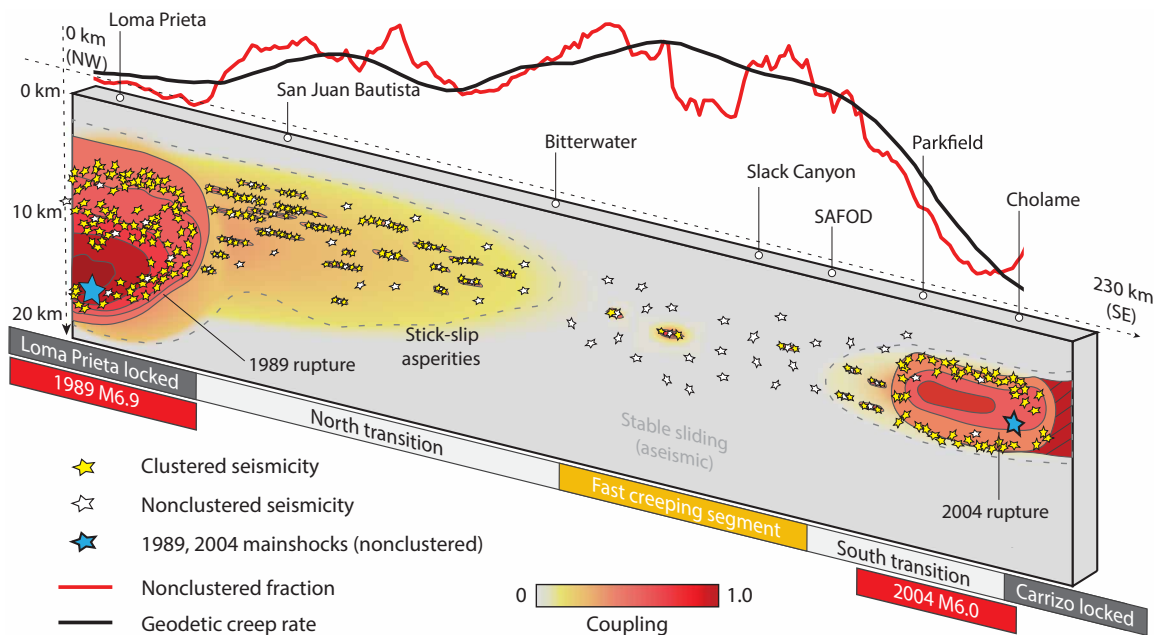 Loma Prieta
0 km
(NW)
0 km
San Juan Bautista
Bitterwater
Parkfield
Slack Canyon
Cholame
SAFOD
10 km
230 km
(SE)
20 km
Stick-slip
asperities
1989 rupture
Loma Prieta locked
1989 M6.9
North transition
Stable sliding
(aseismic)
Fast creeping segment
2004 rupture
South transition
2004 M6.0
Carrizo locked
Clustered seismicity
Nonclustered seismicity
1989, 2004 mainshocks (nonclustered)
Nonclustered fraction
Geodetic creep rate
0
1.0
Coupling